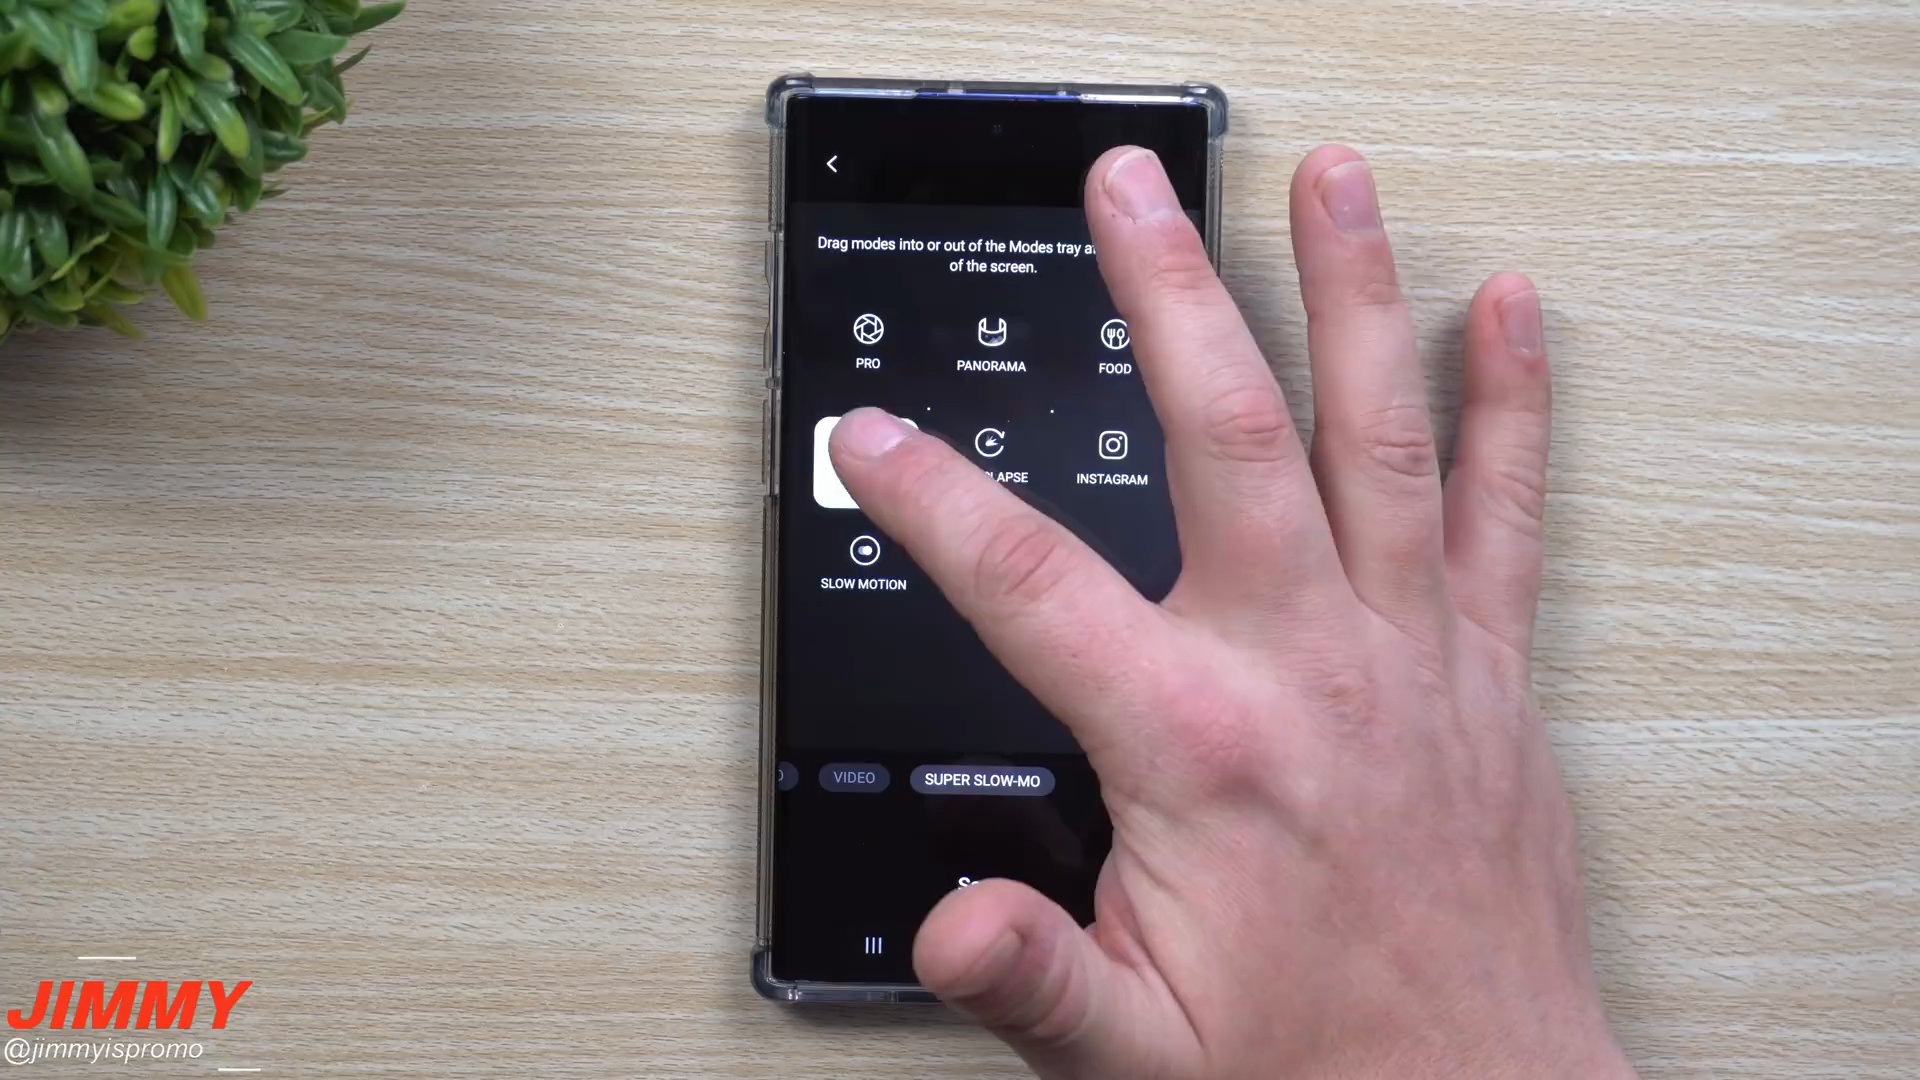 Drag modes into or out of the Modes tray
of the screen.
PRO
PANORAMA
FOOD
LAPSE
INSTAGRAM
SLOW MOTION
VIDEO
SUPER SLOW-MO
JIMMY
@jimmyispromo